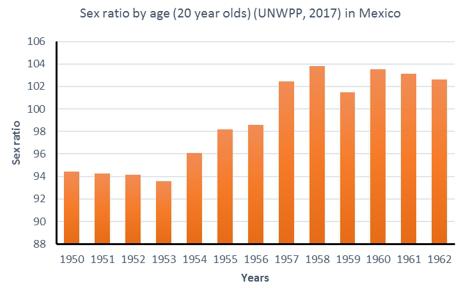 Sex ratio by age (20 year olds) (UNWPP, 2017) in Mexico
106
104
102
100
98
96
94
92
90
88
Sex ratio
1950 1951 1952 1953 1954 1955 1956 1957 1958 1959 1960 1961 1962
Years